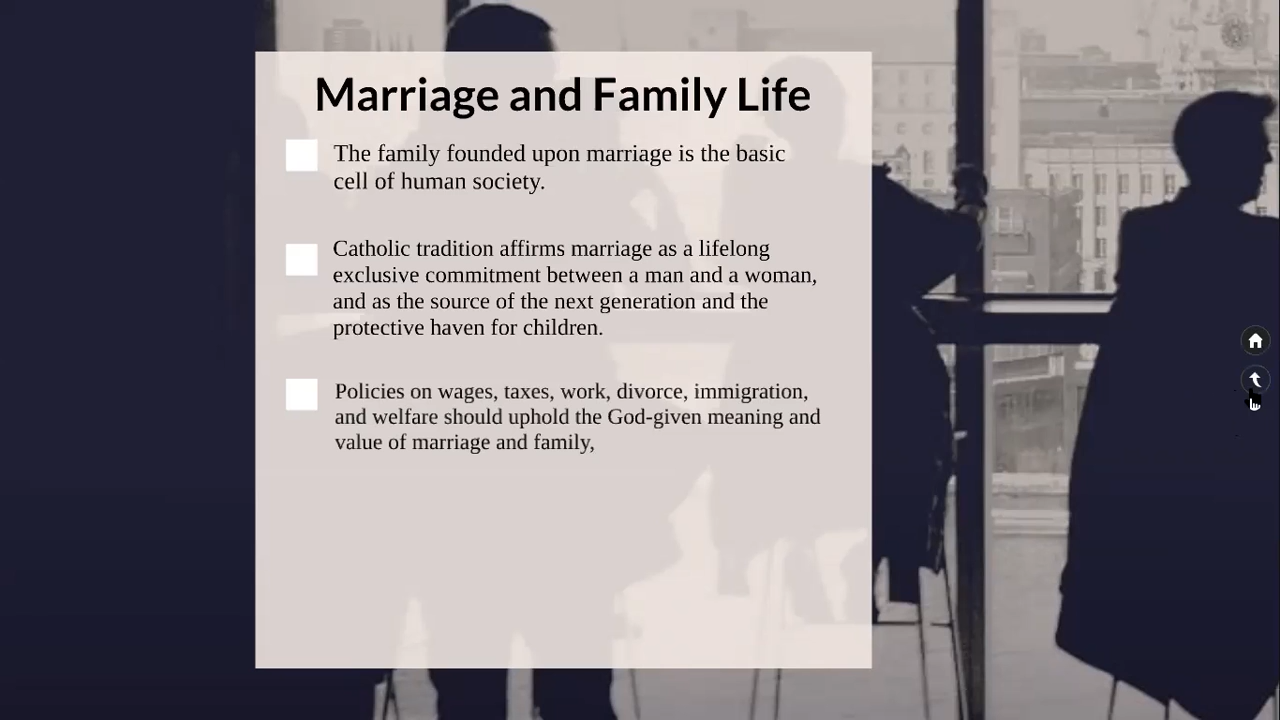 Marriage and Family Life
The family founded upon marriage is the basic
cell of human society.
Catholic tradition affirms marriage as a lifelong
exclusive commitment between a man and a woman,
and as the source of the next generation and the
protective haven for children.
Policies on wages, taxes, work, divorce, immigration,
and welfare should uphold the God-given meaning and
value of marriage and family,